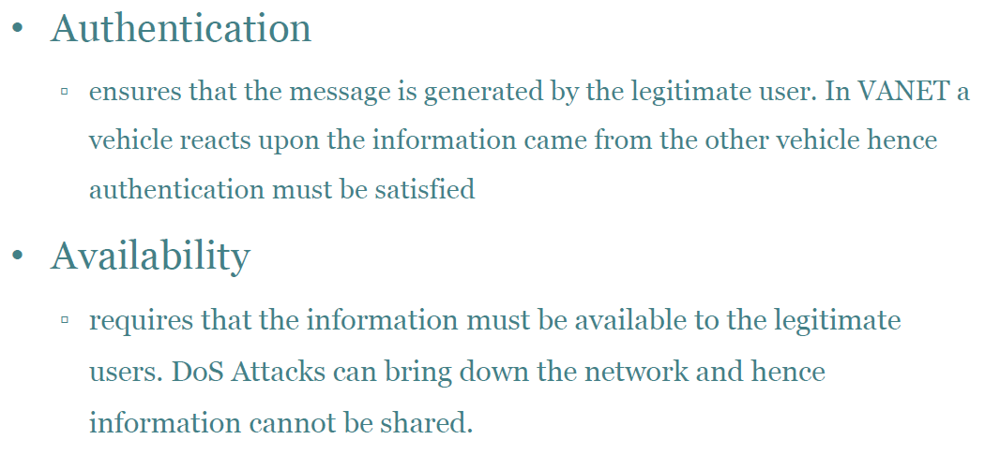 • Authentication
▫ ensures that the message is generated by the legitimate user. In VANET a
vehicle reacts upon the information came from the other vehicle hence
authentication must be satisfied
• Availability
▫ requires that the information must be available to the legitimate
users. DoS Attacks can bring down the network and hence
information cannot be shared.